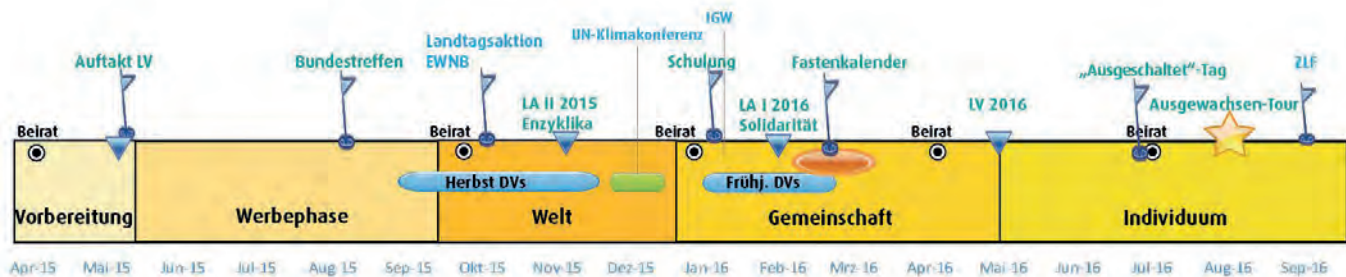 IGW
Landtagsaktion
EWNB
UN-Klimakonferenz
Auftakt LV
Bundestreffen
Schulung
Fastenkalender
„Ausgeschaltet“-Tag
ZLF
LA II 2015
Enzyklika
LA I 2016
Solidarität
LV 2016
Ausgewachsen-Tour
Beirat
Beirat
Beirat
Beirat
Beirat
Herbst DVs
Frühj. DVs
Vorbereitung
Werbephase
Welt
Gemeinschaft
Individuum
Apr-15 Mai-15 Jun-15 Jul-15 Aug-15 Sep-15 Okt-15 Nov-15 Dez-15 Jan-16 Feb-16 Mrz-16 Apr-16 Mai-16 Jun-16 Jul-16 Aug-16 Sep-16